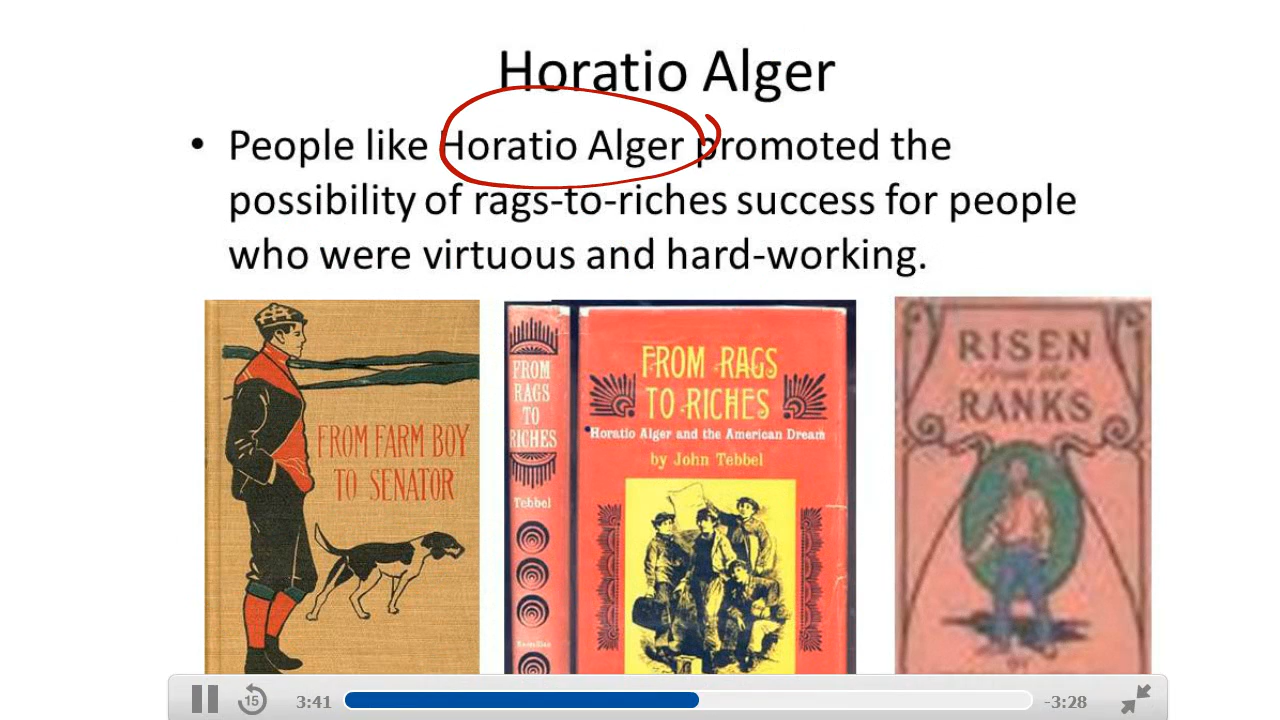 Horatio Alger
• People like Horatio Alger promoted the
possibility of rags-to-riches success for people
who were virtuous and hard-working.
FROM FARM BOY
TO SENATOR
FROM
RAGS
TO
RICHES
Tebbel
FROM RAGS
TO RICHES
Horatio Alger and the American Dream
by John Tebbel
RISEN
from the
RANKS
15
3:41
-3:28